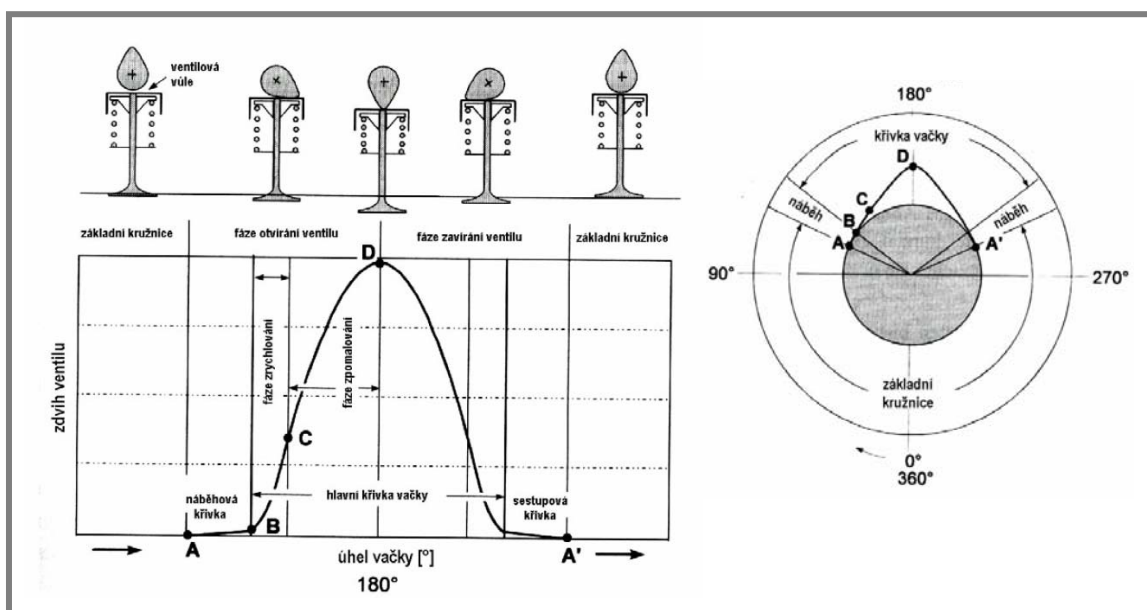 ventilová
vůle
základní kružnice
fáze otvírání ventilu
fáze zavírání ventilu
základní kružnice
D
fáze zrychlování
fáze zpomalování
zdvih ventilu
C
náběhová
křivka
hlavní křivka vačky
sestupová
křivka
A
B
A'
úhel vačky [°]
180°
180°
křivka vačky
D
náběh
C
B
A
náběh
A'
90°
270°
základní
kružnice
0°
360°